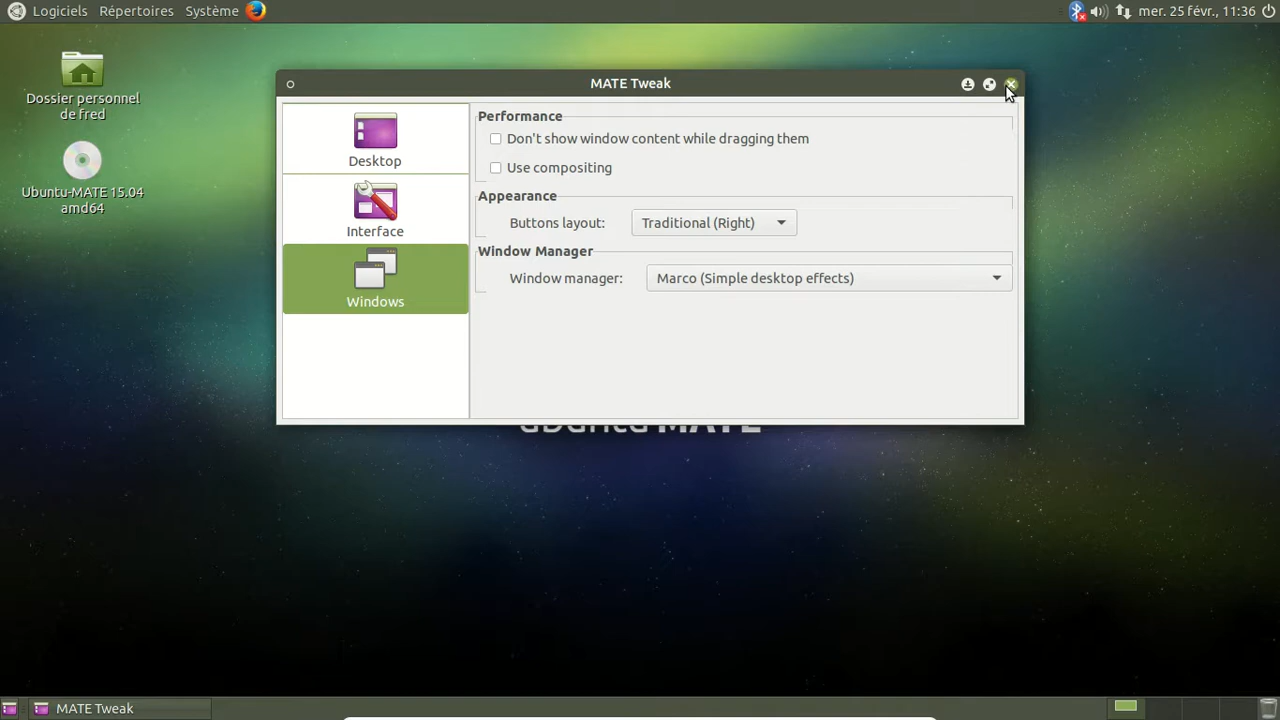 Logiciels Répertoires Système mer. 25 févr., 11:36
Dossier personnel
de fred
Ubuntu-MATE 15.04
amd64
MATE Tweak
Desktop
Interface
Windows
Performance
Don't show window content while dragging them
Use compositing
Appearance
Buttons layout: Traditional (Right)
Window Manager
Window manager: Marco (Simple desktop effects)
ubuntu MATE
MATE Tweak